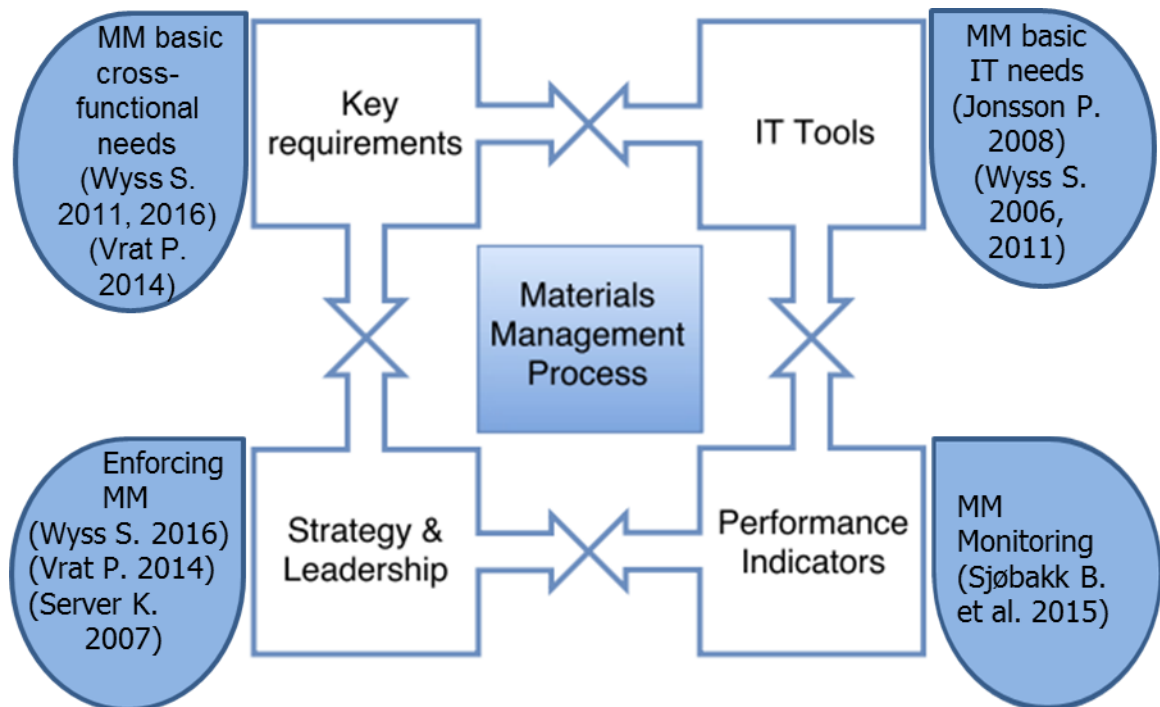 MM basic
cross-
functional
needs
(Wyss S.
2011, 2016)
(Vrat P.
2014)
Key
requirements
IT Tools
MM basic
IT needs
(Jonsson P.
2008)
(Wyss S.
2006,
2011)
Materials
Management
Process
Enforcing
MM
(Wyss S. 2016)
(Vrat P. 2014)
(Server K.
2007)
Strategy &
Leadership
Performance
Indicators
MM
Monitoring
(Sjøbakk B.
et al. 2015)